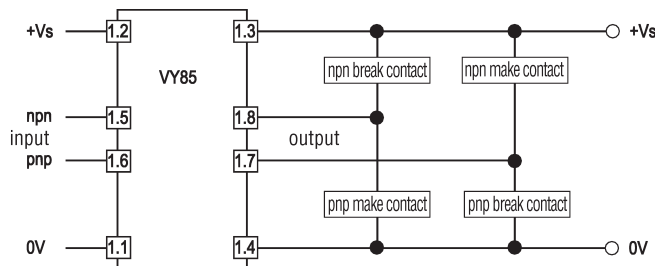 +Vs 1.2 1.3 +Vs
npn break contact npn make contact
VY85
npn 1.5 1.8
input output
pnp 1.6 1.7
pnp make contact pnp break contact
0V 1.1 1.4 0V